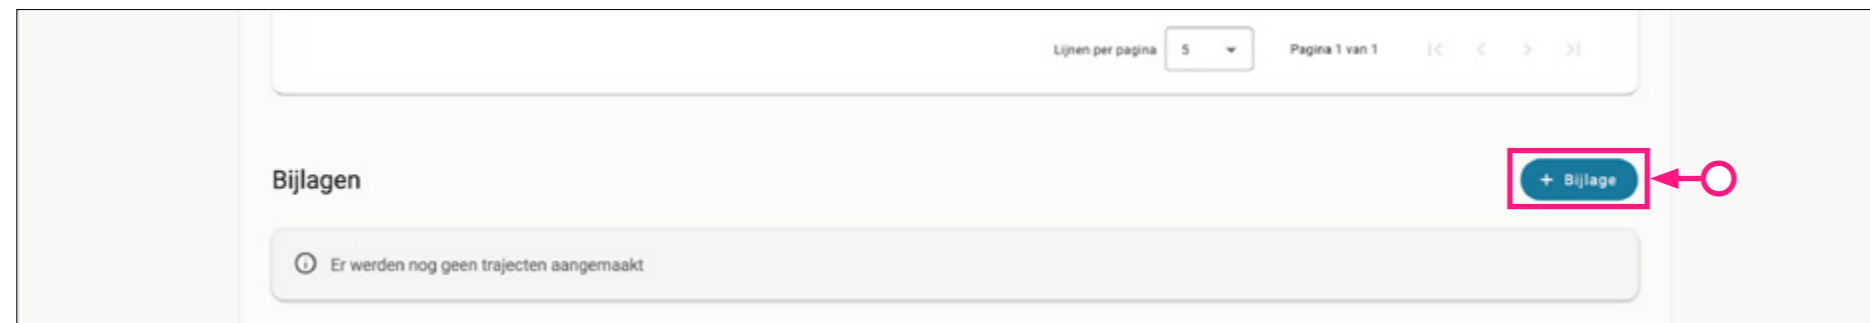 Lijnen per pagina 5 Pagina 1 van 1
Bijlagen + Bijlage
Er werden nog geen trajecten aangemaakt